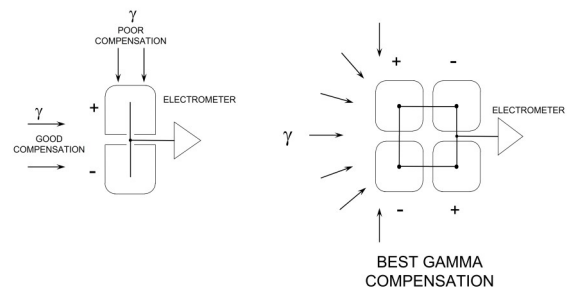 γ
POOR
COMPENSATION
+
ELECTROMETER
γ
GOOD
COMPENSATION
-
+ -
ELECTROMETER
γ
- +
BEST GAMMA
COMPENSATION